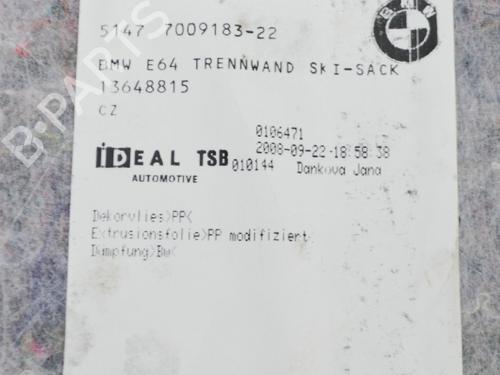 5147 7009183-22
BMW
BMW E64 TRENNWAND SKI-SACK
13648815
CZ
0106471
IDEAL TSB
2008-09-22-18:58:38
AUTOMOTIVE
010144 Dankova Jana
Dekorvlies>PP<
Extrusionsfolie>PP modifiziert
Dämpfung>Bw<
B-PARTS